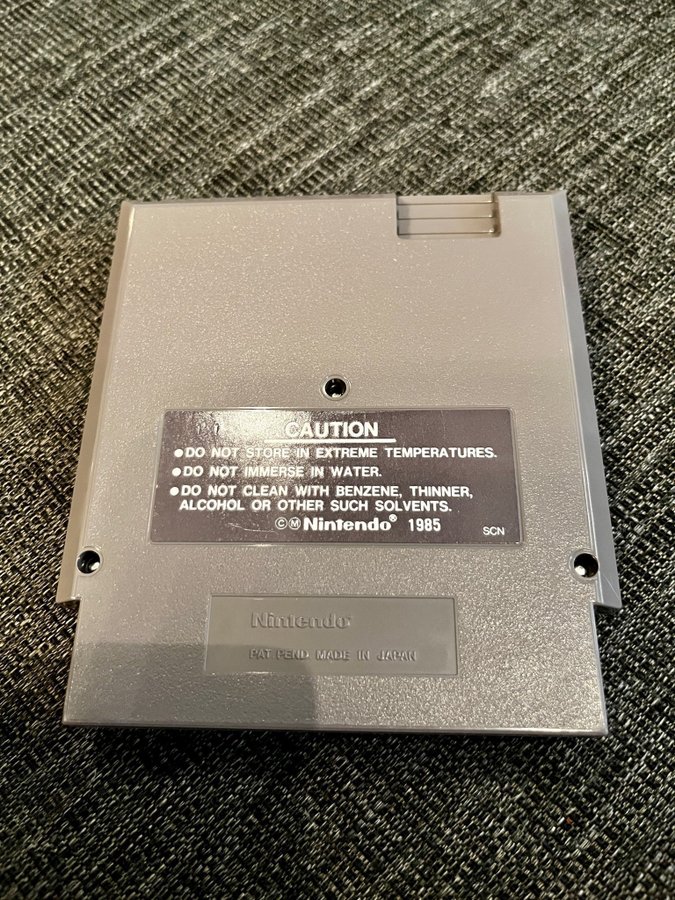 CAUTION
●DO NOT STORE IN EXTREME TEMPERATURES.
●DO NOT IMMERSE IN WATER.
●DO NOT CLEAN WITH BENZENE, THINNER,
ALCOHOL OR OTHER SUCH SOLVENTS.
©Ⓜ Nintendo® 1985
SCN
Nintendo®
PAT PEND MADE IN JAPAN